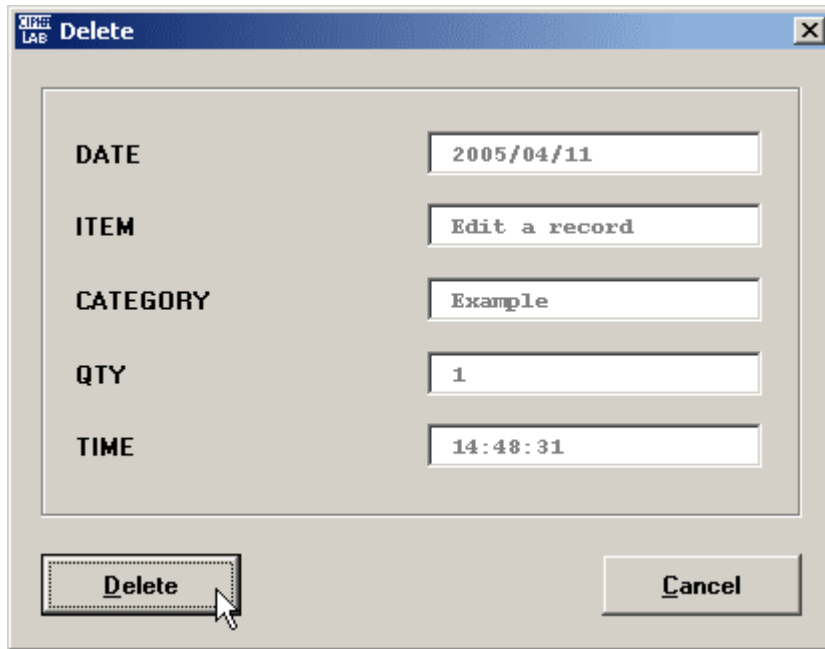 CIPHER
LAB
Delete
DATE 2005/04/11
ITEM Edit a record
CATEGORY Example
QTY 1
TIME 14:48:31
Delete Cancel